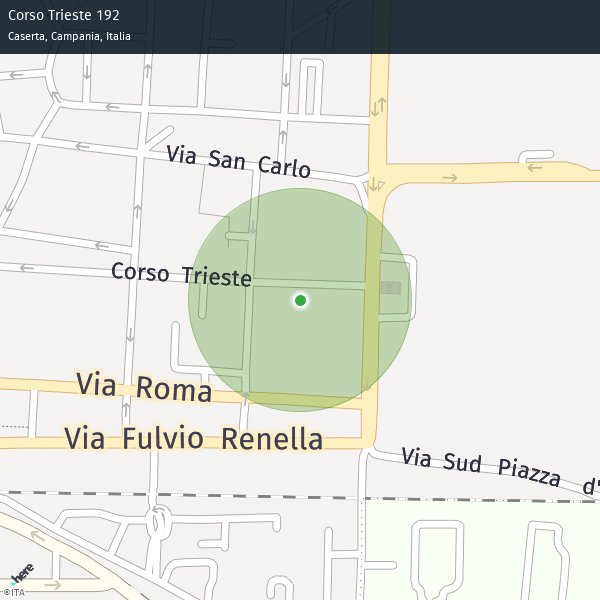 Corso Trieste 192
Caserta, Campania, Italia
Via San Carlo
Corso Trieste
Via Roma
Via Fulvio Renella
Via Sud Piazza d'
here
©ITA